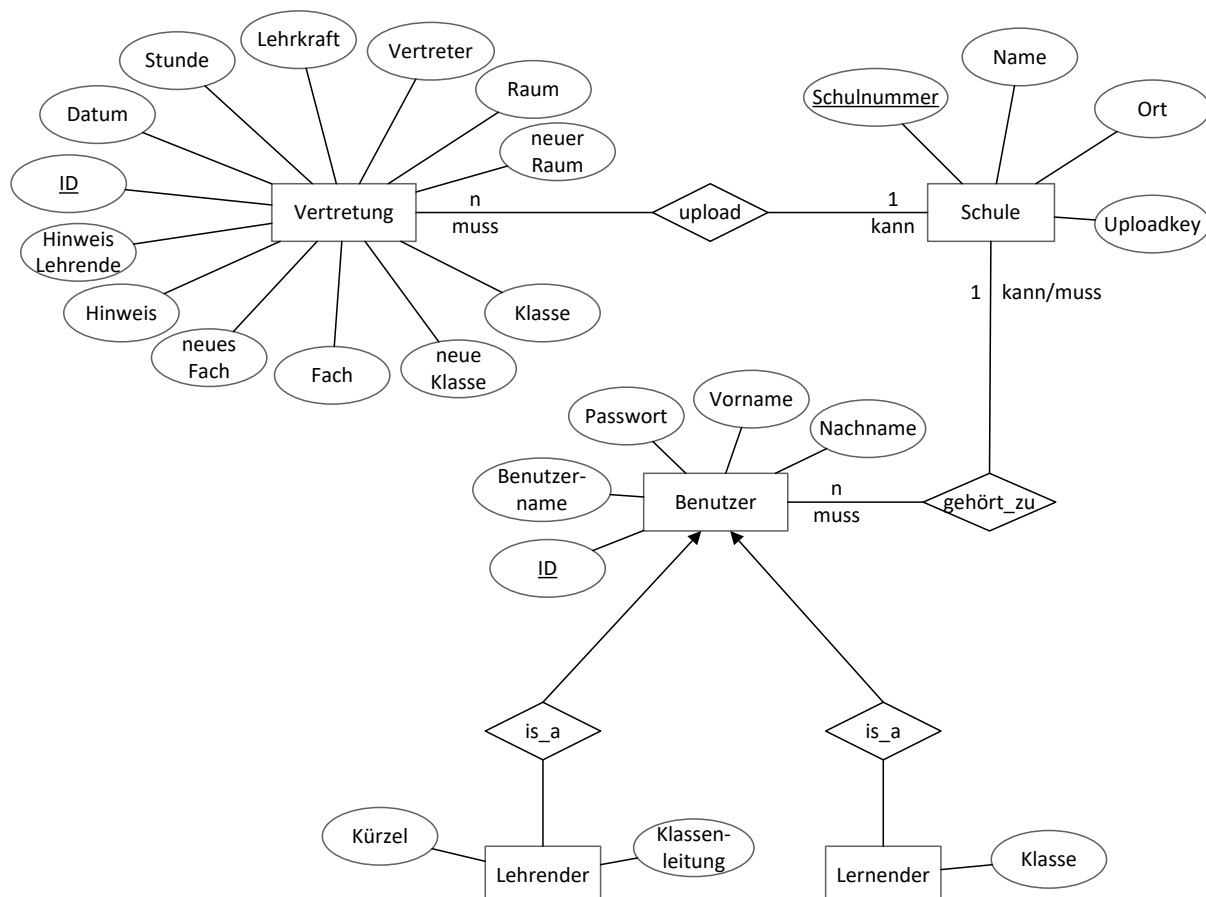 Lehrkraft
Vertreter
Stunde
Name
Raum
Schulnummer
Datum
Ort
neuer
Raum
ID
n
1
Vertretung
upload
Schule
muss
kann
Uploadkey
Hinweis
Lehrende
1 kann/muss
Hinweis
Klasse
neues
Fach
neue
Klasse
Fach
Vorname
Passwort
Nachname
Benutzer-
name
n
Benutzer
gehört_zu
muss
ID
is_a
is_a
Kürzel
Klassen-
leitung
Klasse
Lehrender
Lernender